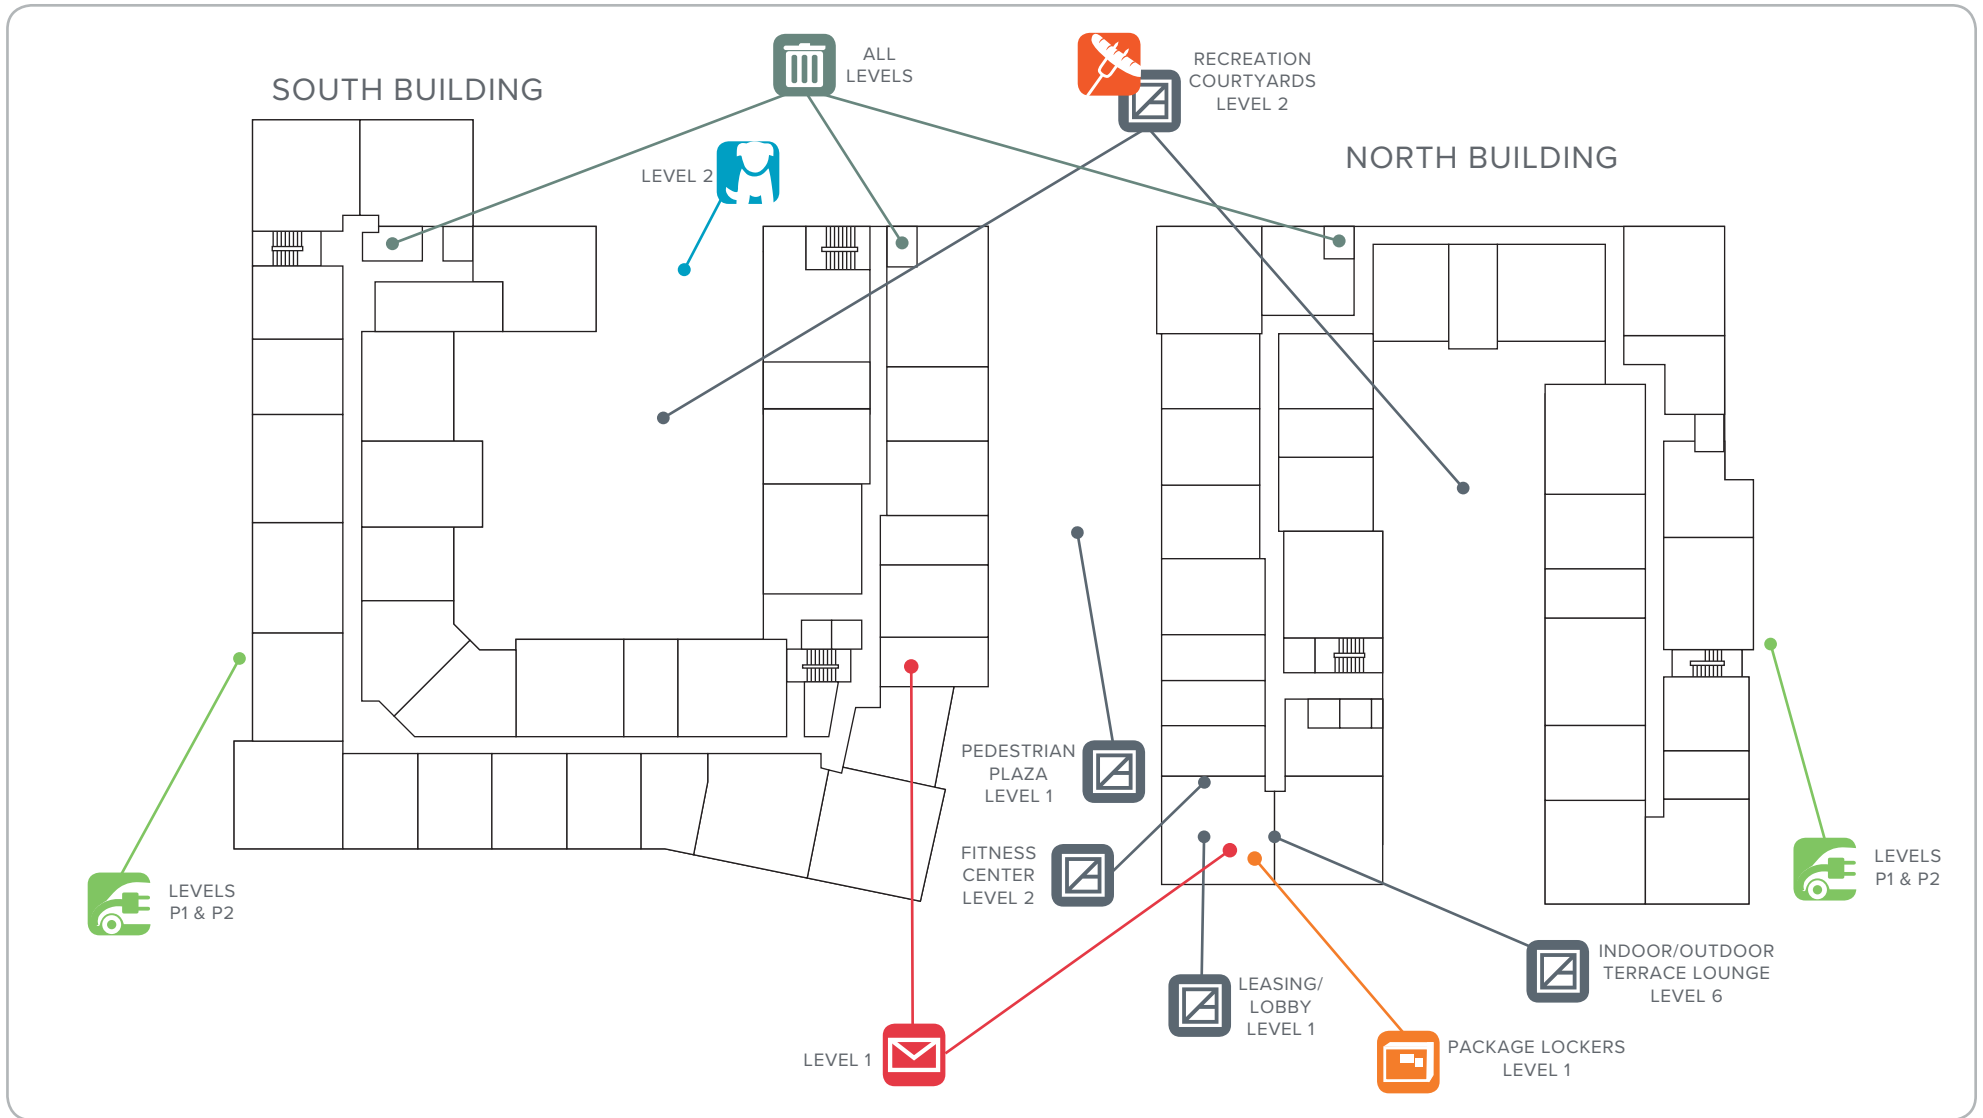 ALL
LEVELS
RECREATION
COURTYARDS
LEVEL 2
SOUTH BUILDING
NORTH BUILDING
LEVEL 2
PEDESTRIAN
PLAZA
LEVEL 1
FITNESS
CENTER
LEVEL 2
LEVELS
P1 & P2
LEVELS
P1 & P2
INDOOR/OUTDOOR
TERRACE LOUNGE
LEVEL 6
LEASING/
LOBBY
LEVEL 1
LEVEL 1
PACKAGE LOCKERS
LEVEL 1